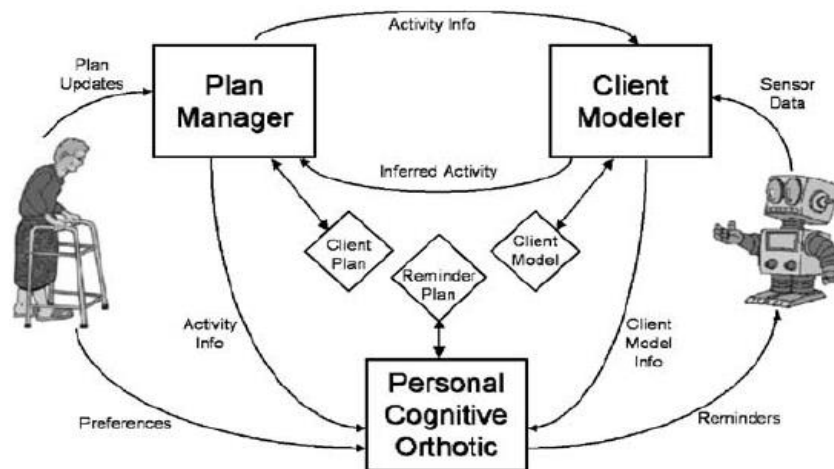 Activity Info
Plan
Updates
Plan
Manager
Client
Modeler
Sensor
Data
Inferred Activity
Client
Plan
Reminder
Plan
Client
Model
Activity
Info
Client
Model
Info
Personal
Cognitive
Orthotic
Preferences
Reminders